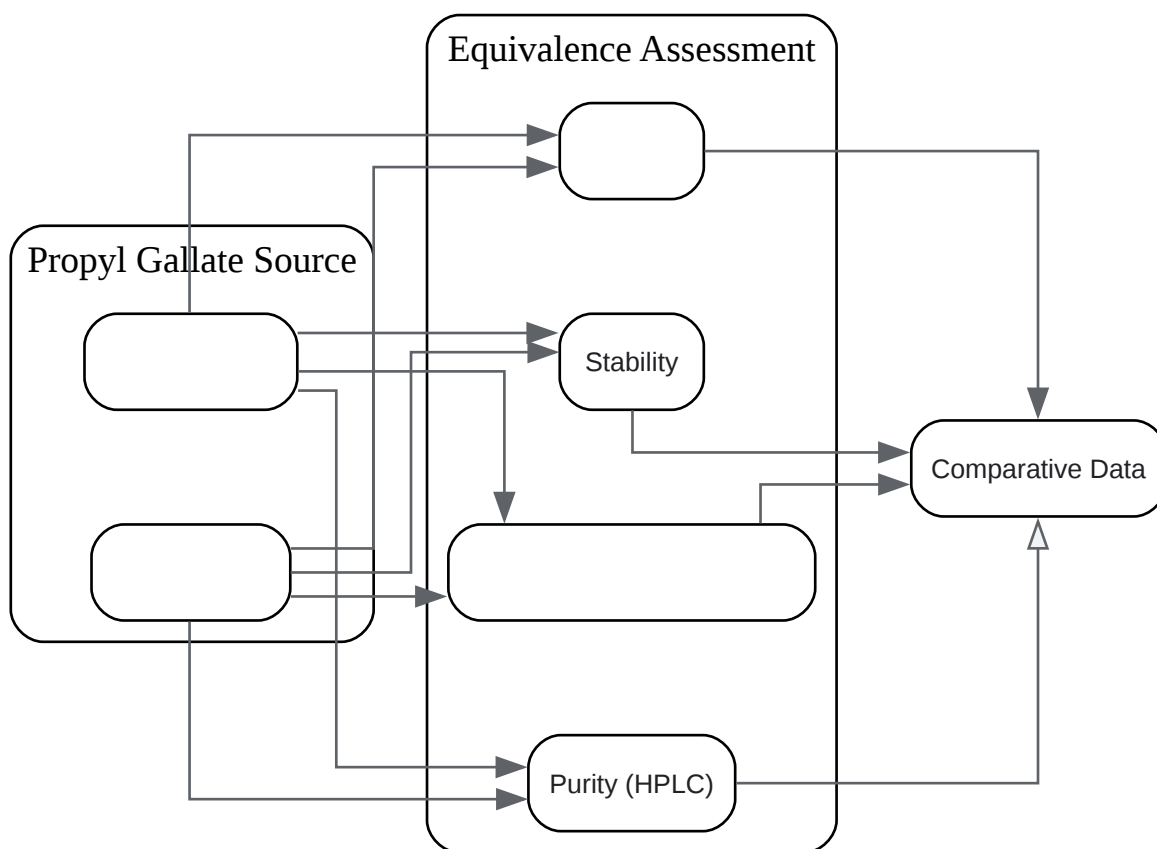 Equivalence Assessment
Propyl Gallate Source
Stability
Comparative Data
Purity (HPLC)